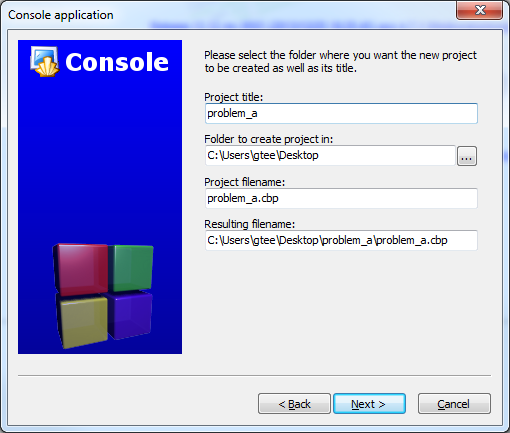 Console application
Console
Please select the folder where you want the new project
to be created as well as its title.
Project title:
problem_a
Folder to create project in:
C:\Users\gtee\Desktop
...
Project filename:
problem_a.cbp
Resulting filename:
C:\Users\gtee\Desktop\problem_a\problem_a.cbp
< Back
Next >
Cancel